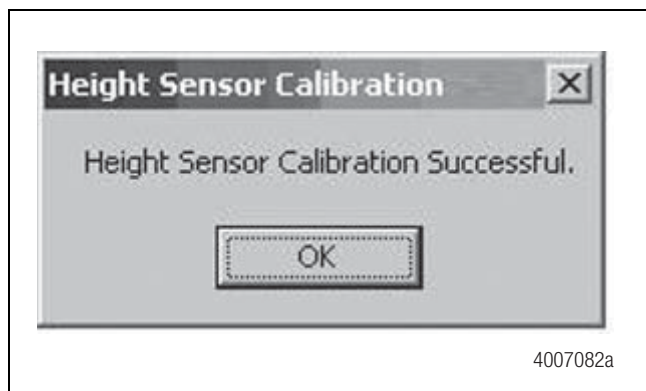 Height Sensor Calibration
Height Sensor Calibration Successful.
OK
4007082a